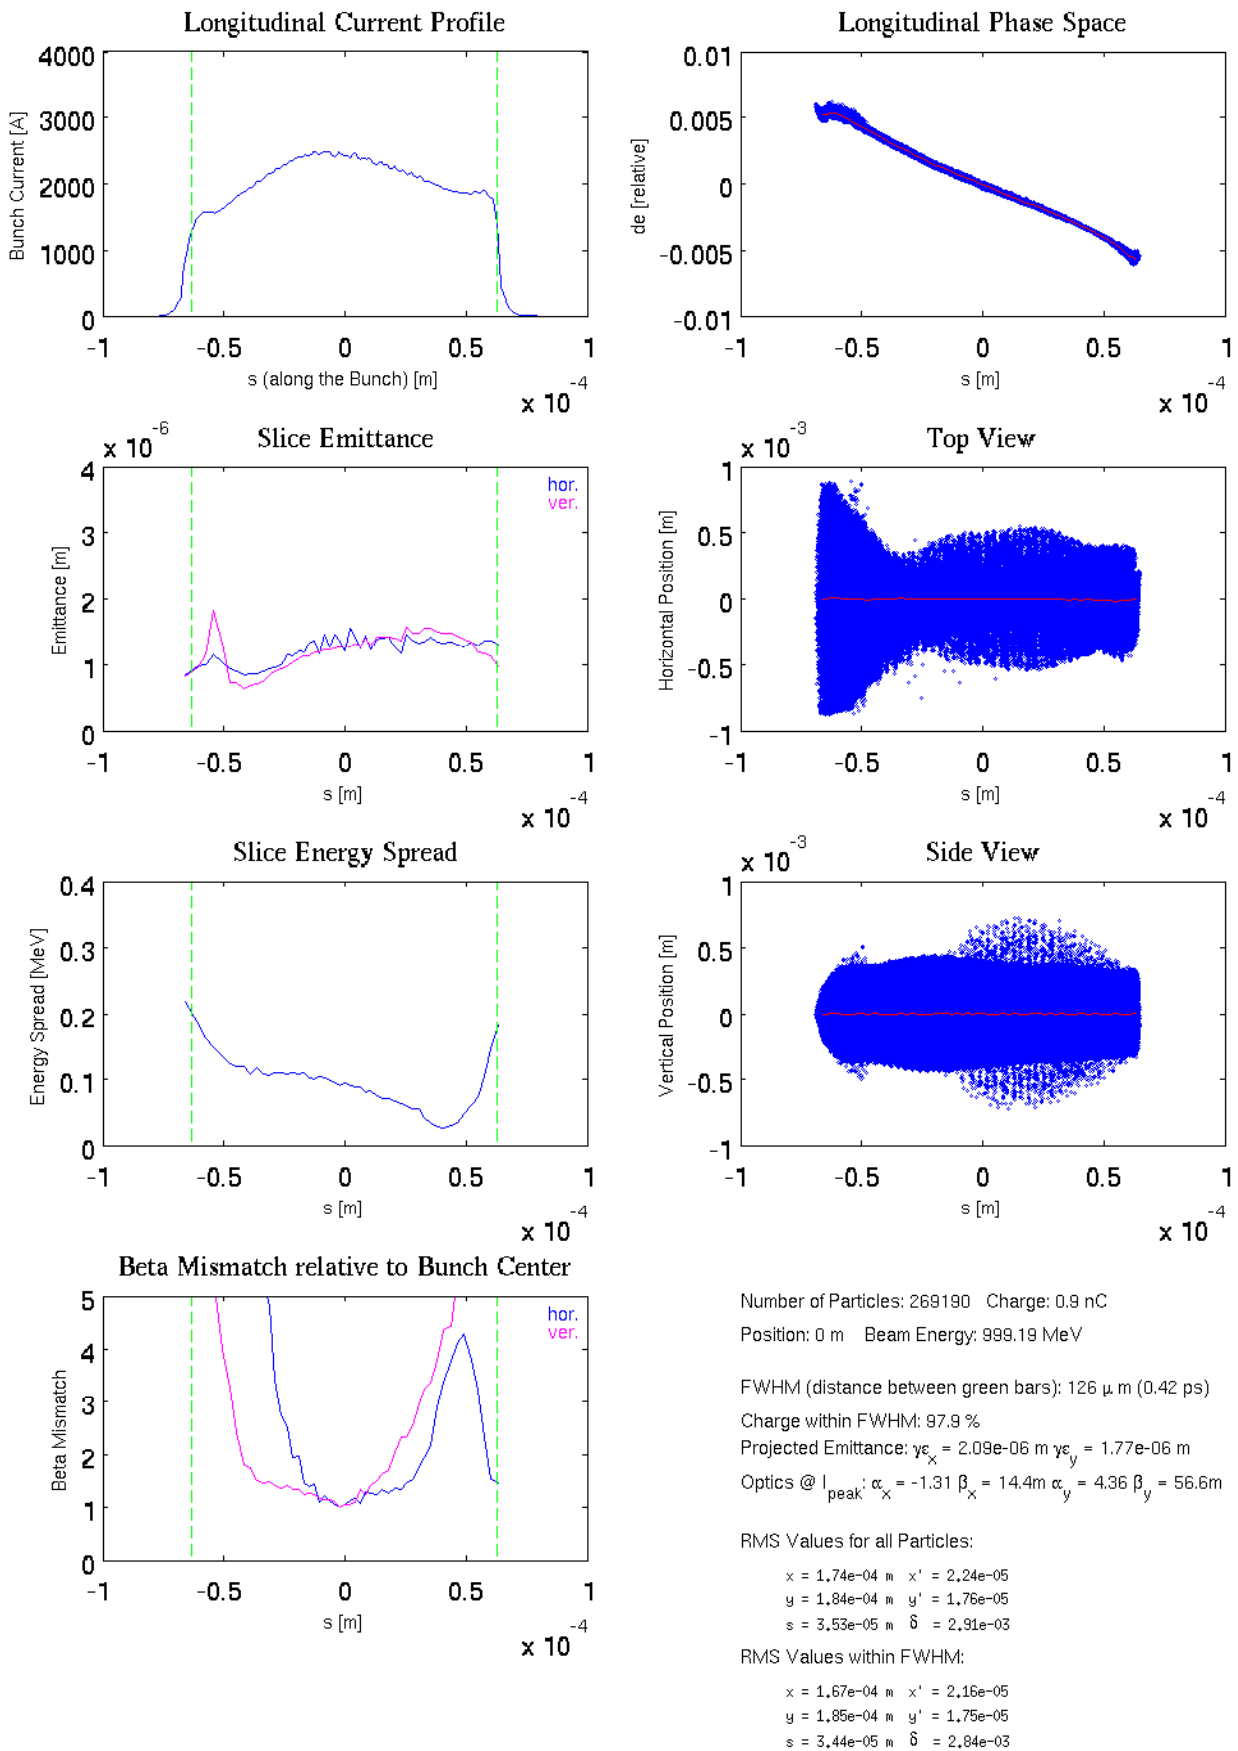 Longitudinal Current Profile
4000
3000
2000
1000
0
Bunch Current [A]
-1 -0.5 0 0.5 1
s (along the Bunch) [m]
x 10^-4
Longitudinal Phase Space
0.01
0.005
0
-0.005
-0.01
de [relative]
-1 -0.5 0 0.5 1
s [m]
x 10^-4
Slice Emittance
x 10^-6
4
3
2
1
0
Emittance [m]
hor.
ver.
-1 -0.5 0 0.5 1
s [m]
x 10^-4
Top View
x 10^-3
1
0.5
0
-0.5
-1
Horizontal Position [m]
-1 -0.5 0 0.5 1
s [m]
x 10^-4
Slice Energy Spread
0.4
0.3
0.2
0.1
0
Energy Spread [MeV]
-1 -0.5 0 0.5 1
s [m]
x 10^-4
Side View
x 10^-3
1
0.5
0
-0.5
-1
Vertical Position [m]
-1 -0.5 0 0.5 1
s [m]
x 10^-4
Beta Mismatch relative to Bunch Center
5
4
3
2
1
0
Beta Mismatch
hor.
ver.
-1 -0.5 0 0.5 1
s [m]
x 10^-4
Number of Particles: 269190 Charge: 0.9 nC
Position: 0 m Beam Energy: 999.19 MeV
FWHM (distance between green bars): 126 μ m (0.42 ps)
Charge within FWHM: 97.9 %
Projected Emittance: γε_x = 2.09e-06 m γε_y = 1.77e-06 m
Optics @ I_peak: α_x = -1.31 β_x = 14.4m α_y = 4.36 β_y = 56.6m
RMS Values for all Particles:
x = 1.74e-04 m x' = 2.24e-05
y = 1.84e-04 m y' = 1.76e-05
s = 3.53e-05 m δ = 2.91e-03
RMS Values within FWHM:
x = 1.67e-04 m x' = 2.16e-05
y = 1.85e-04 m y' = 1.75e-05
s = 3.44e-05 m δ = 2.84e-03